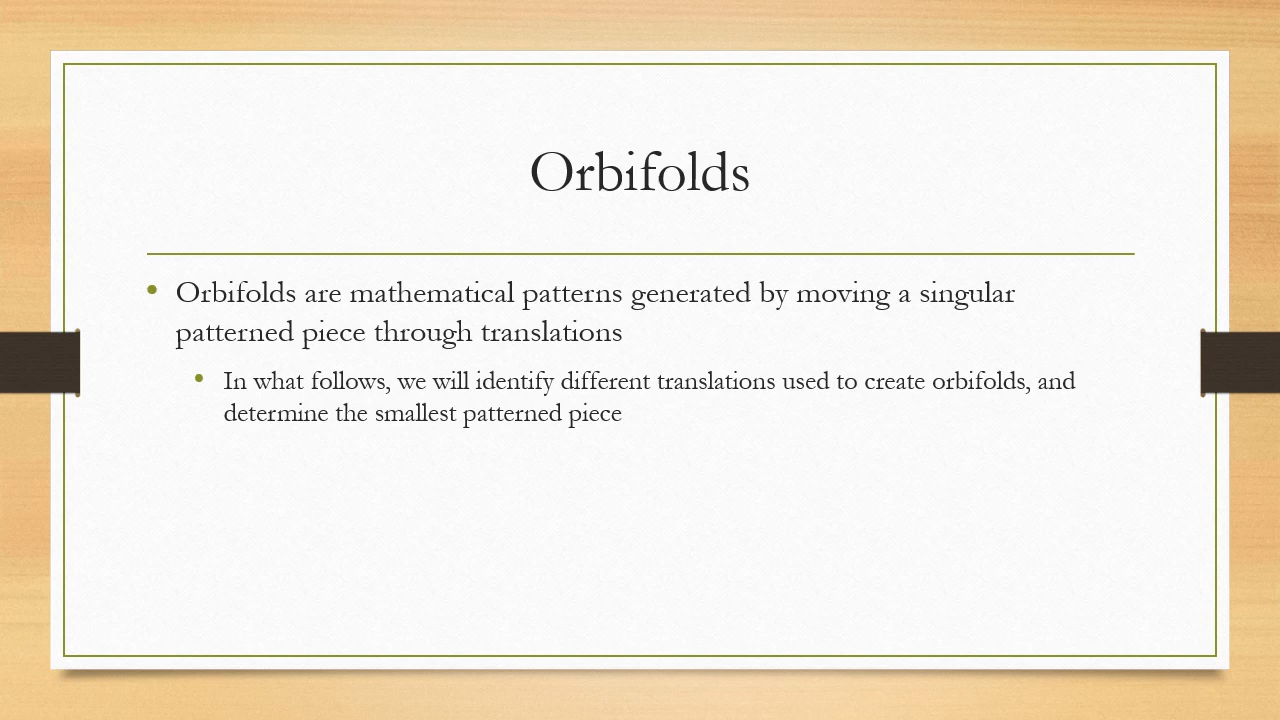 Orbifolds
• Orbifolds are mathematical patterns generated by moving a singular
patterned piece through translations
• In what follows, we will identify different translations used to create orbifolds, and
determine the smallest patterned piece